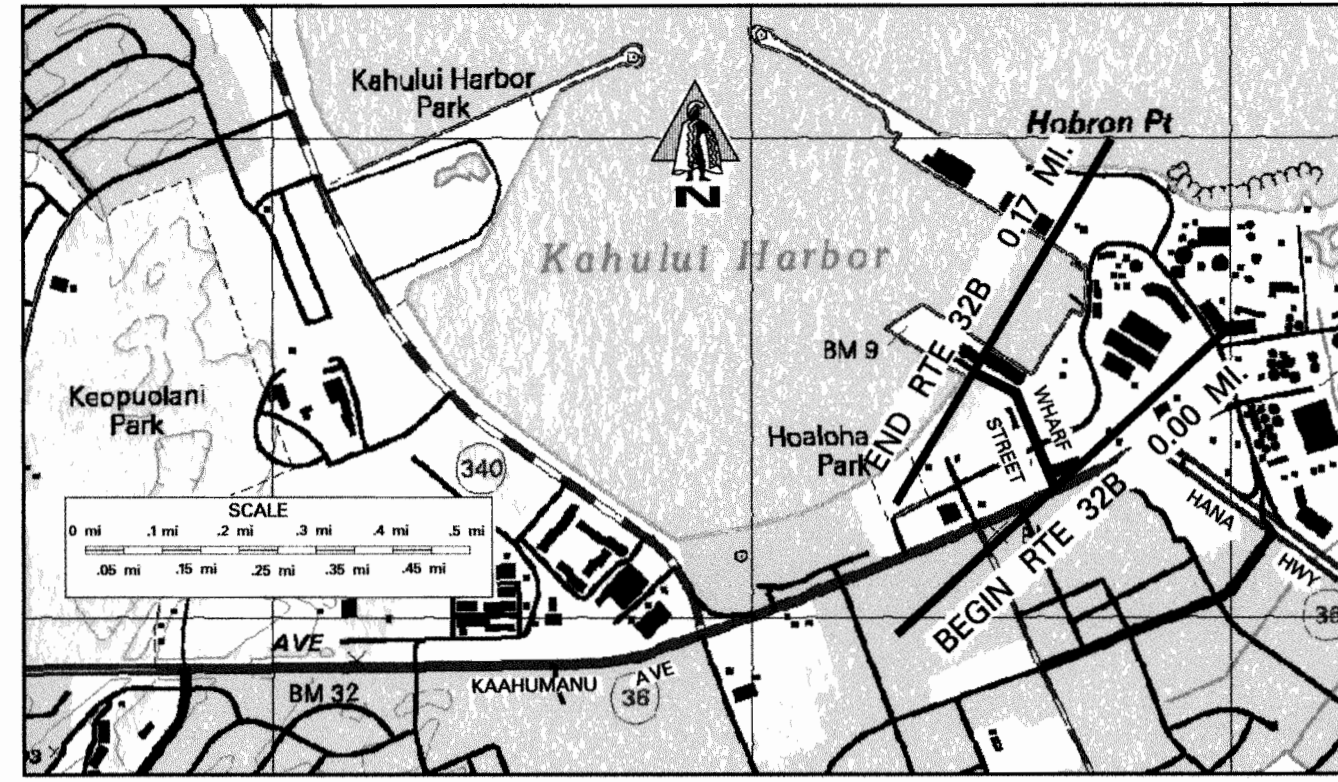 Kahului Harbor
Park
Hobron Pt
N
END RTE 32B 0.17 MI.
Kahului Harbor
BM 9
Keopuolani
Park
Hoaloha
Park
WHARF
STREET
340
BEGIN RTE 32B 0.00 MI.
HANA
HWY
SCALE
0 mi .1 mi .2 mi .3 mi .4 mi .5 mi
.05 mi .15 mi .25 mi .35 mi .45 mi
AVE
BM 32
KAAHUMANU AVE
36